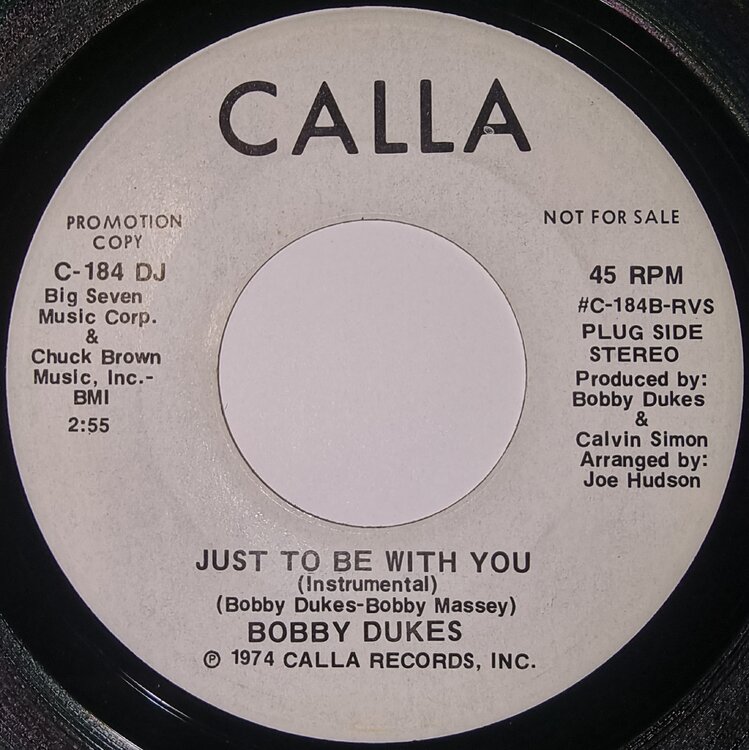 CALLA
PROMOTION
COPY
C-184 DJ
Big Seven
Music Corp.
&
Chuck Brown
Music, Inc.-
BMI
2:55
NOT FOR SALE
45 RPM
#C-184B-RVS
PLUG SIDE
STEREO
Produced by:
Bobby Dukes
&
Calvin Simon
Arranged by:
Joe Hudson
JUST TO BE WITH YOU
(Instrumental)
(Bobby Dukes-Bobby Massey)
BOBBY DUKES
℗ 1974 CALLA RECORDS, INC.